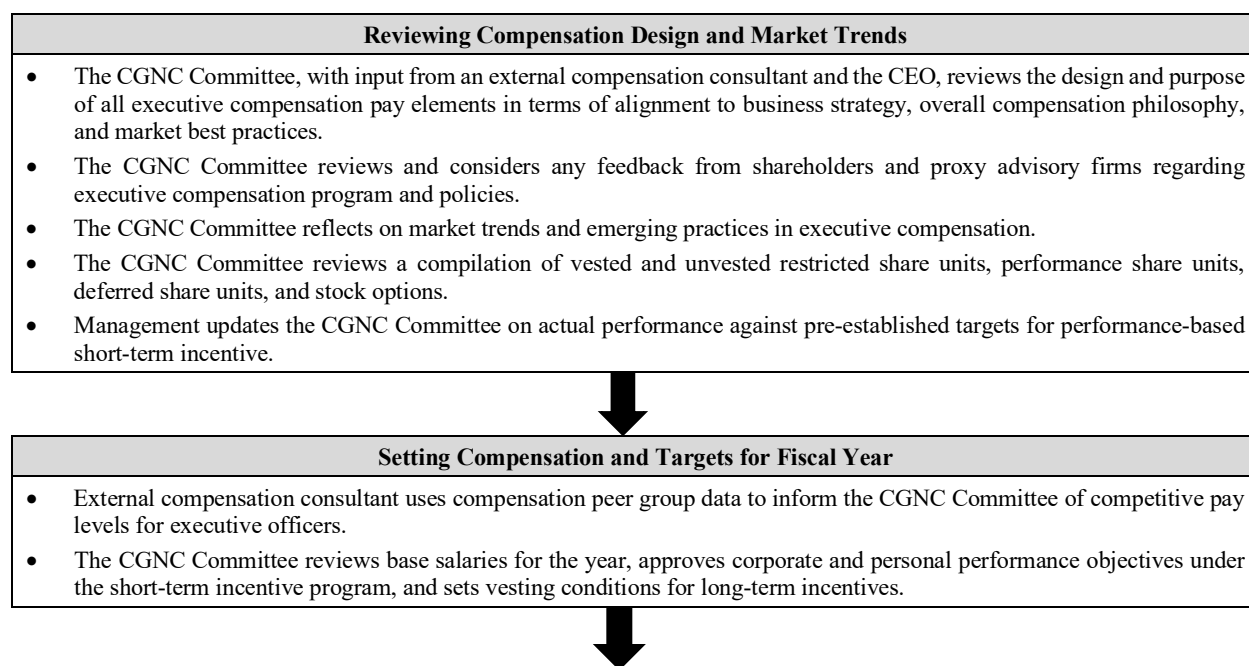 Reviewing Compensation Design and Market Trends
• The CGNC Committee, with input from an external compensation consultant and the CEO, reviews the design and purpose
of all executive compensation pay elements in terms of alignment to business strategy, overall compensation philosophy,
and market best practices.
• The CGNC Committee reviews and considers any feedback from shareholders and proxy advisory firms regarding
executive compensation program and policies.
• The CGNC Committee reflects on market trends and emerging practices in executive compensation.
• The CGNC Committee reviews a compilation of vested and unvested restricted share units, performance share units,
deferred share units, and stock options.
• Management updates the CGNC Committee on actual performance against pre-established targets for performance-based
short-term incentive.
Setting Compensation and Targets for Fiscal Year
• External compensation consultant uses compensation peer group data to inform the CGNC Committee of competitive pay
levels for executive officers.
• The CGNC Committee reviews base salaries for the year, approves corporate and personal performance objectives under
the short-term incentive program, and sets vesting conditions for long-term incentives.